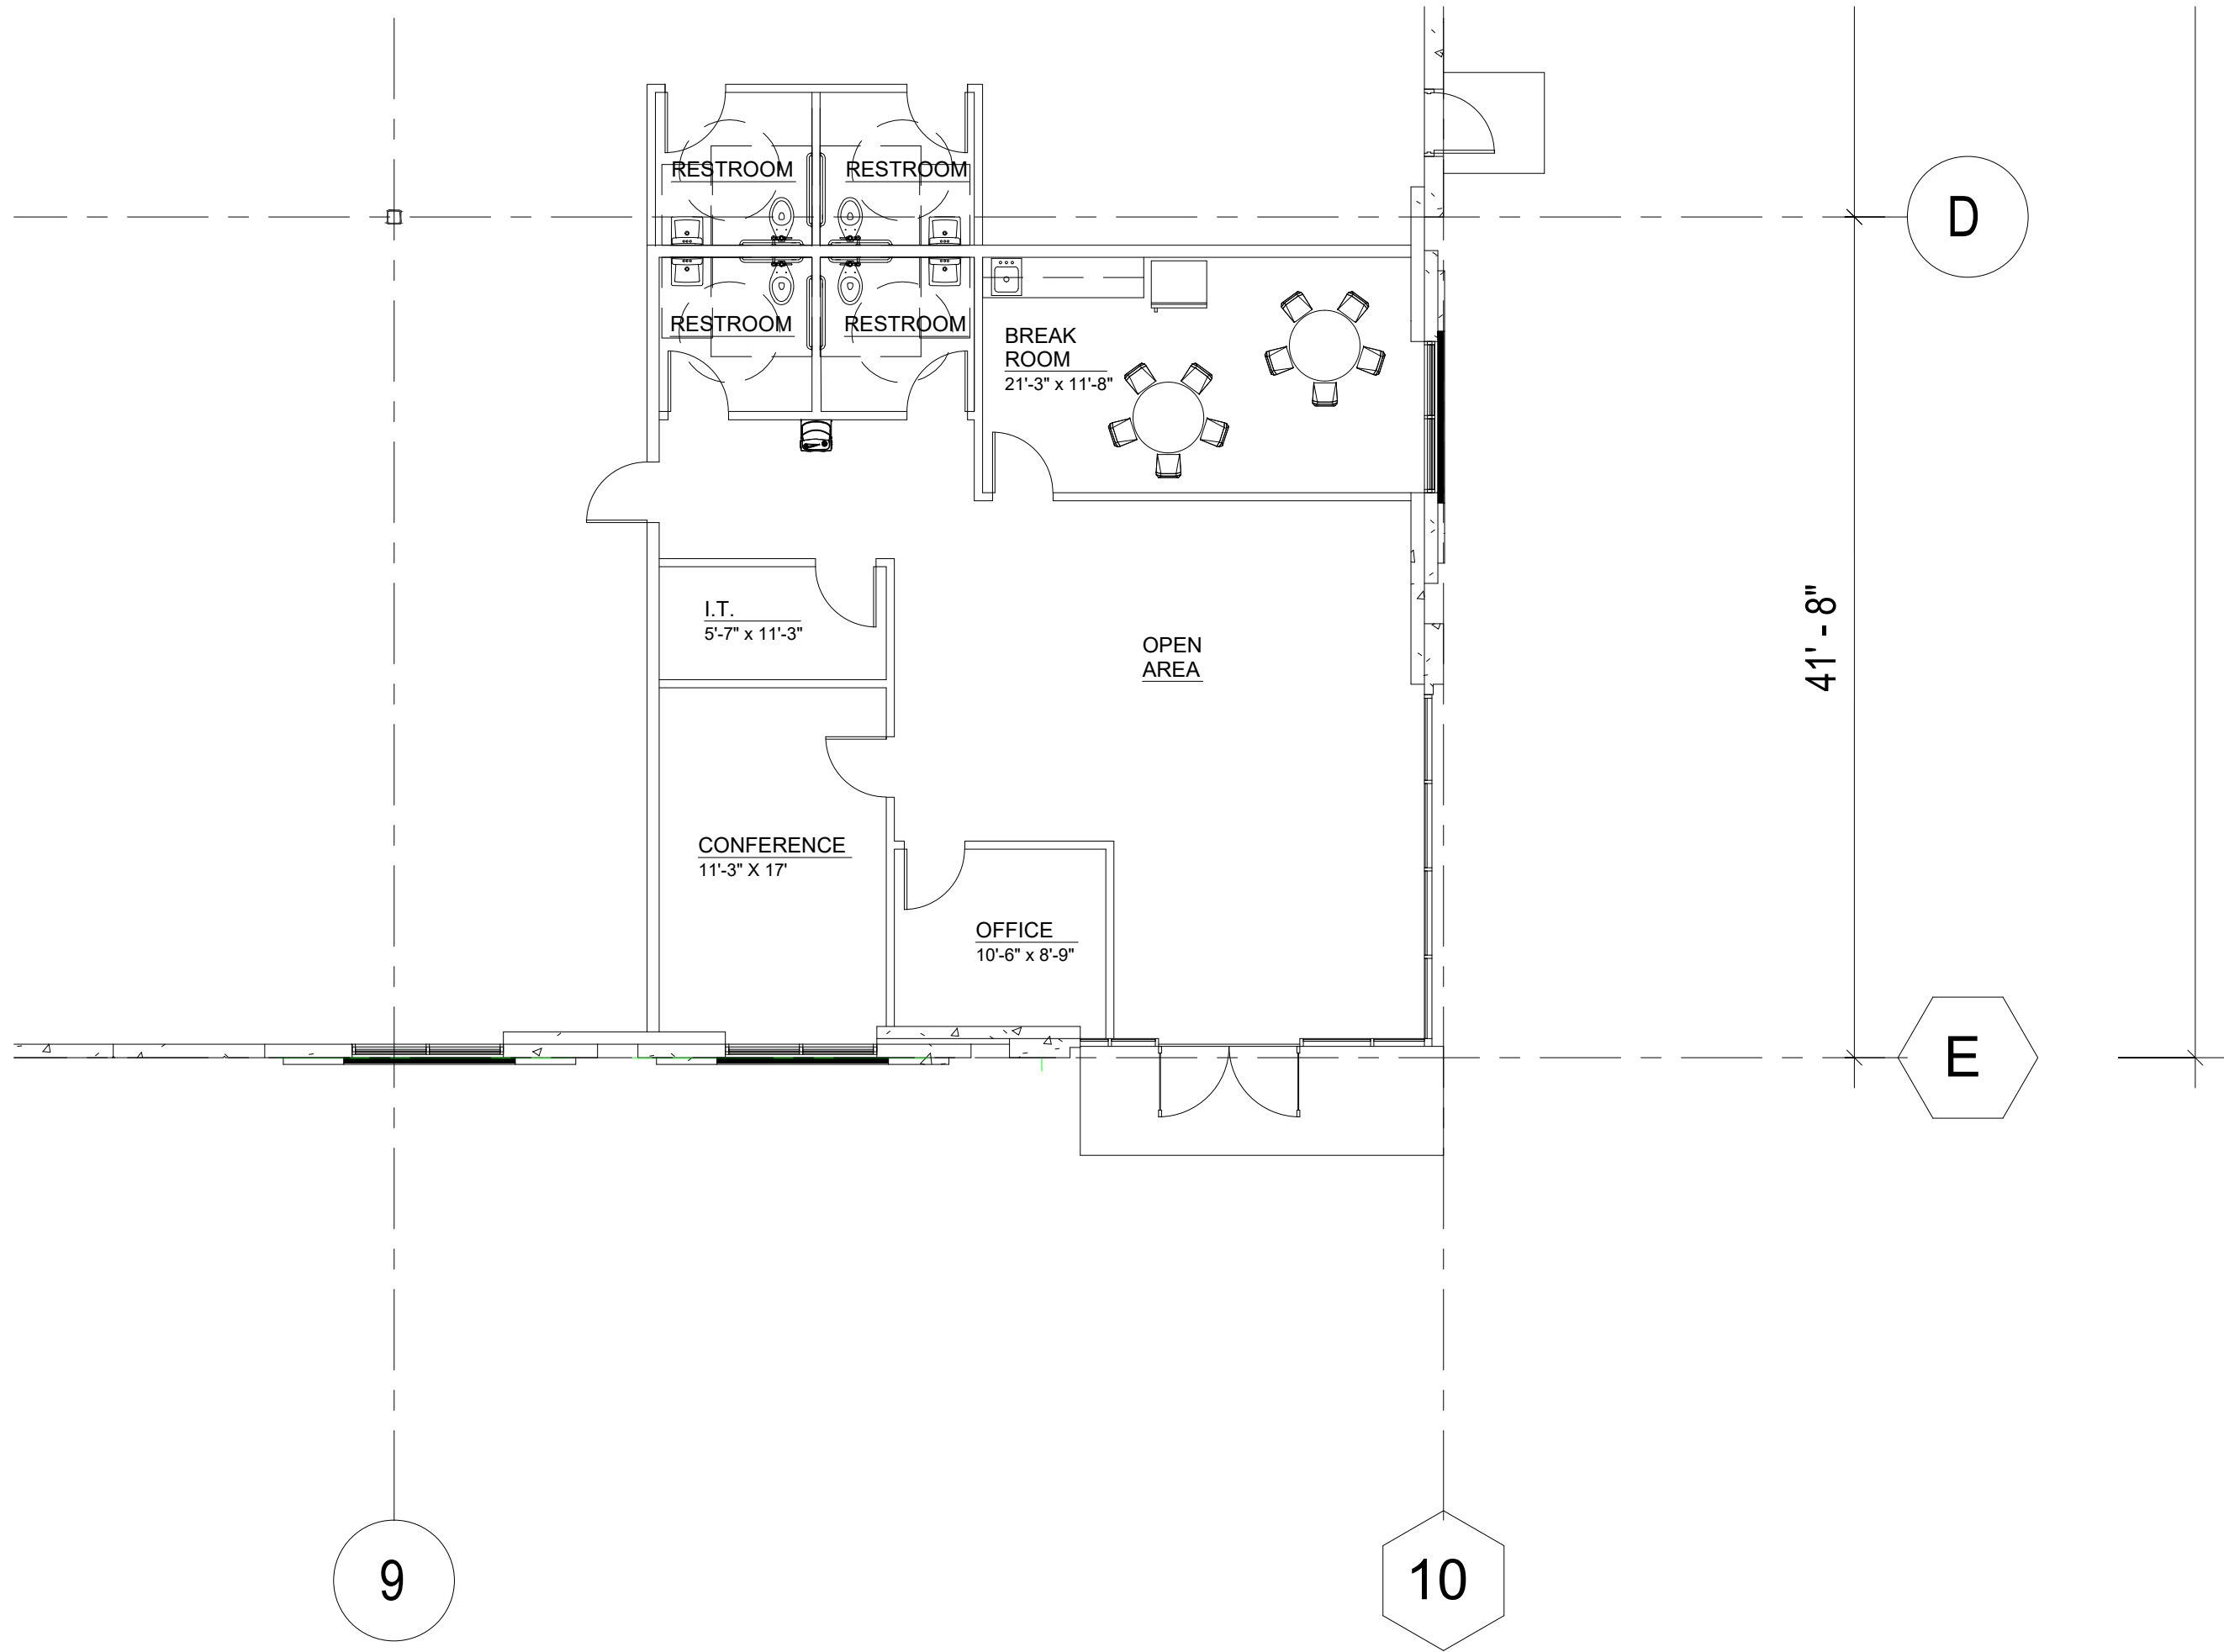 RESTROOM
RESTROOM
D
RESTROOM
RESTROOM
BREAK
ROOM
21'-3" x 11'-8"
I.T.
5'-7" x 11'-3"
OPEN
AREA
41' - 8"
CONFERENCE
11'-3" X 17'
OFFICE
10'-6" x 8'-9"
E
9
10